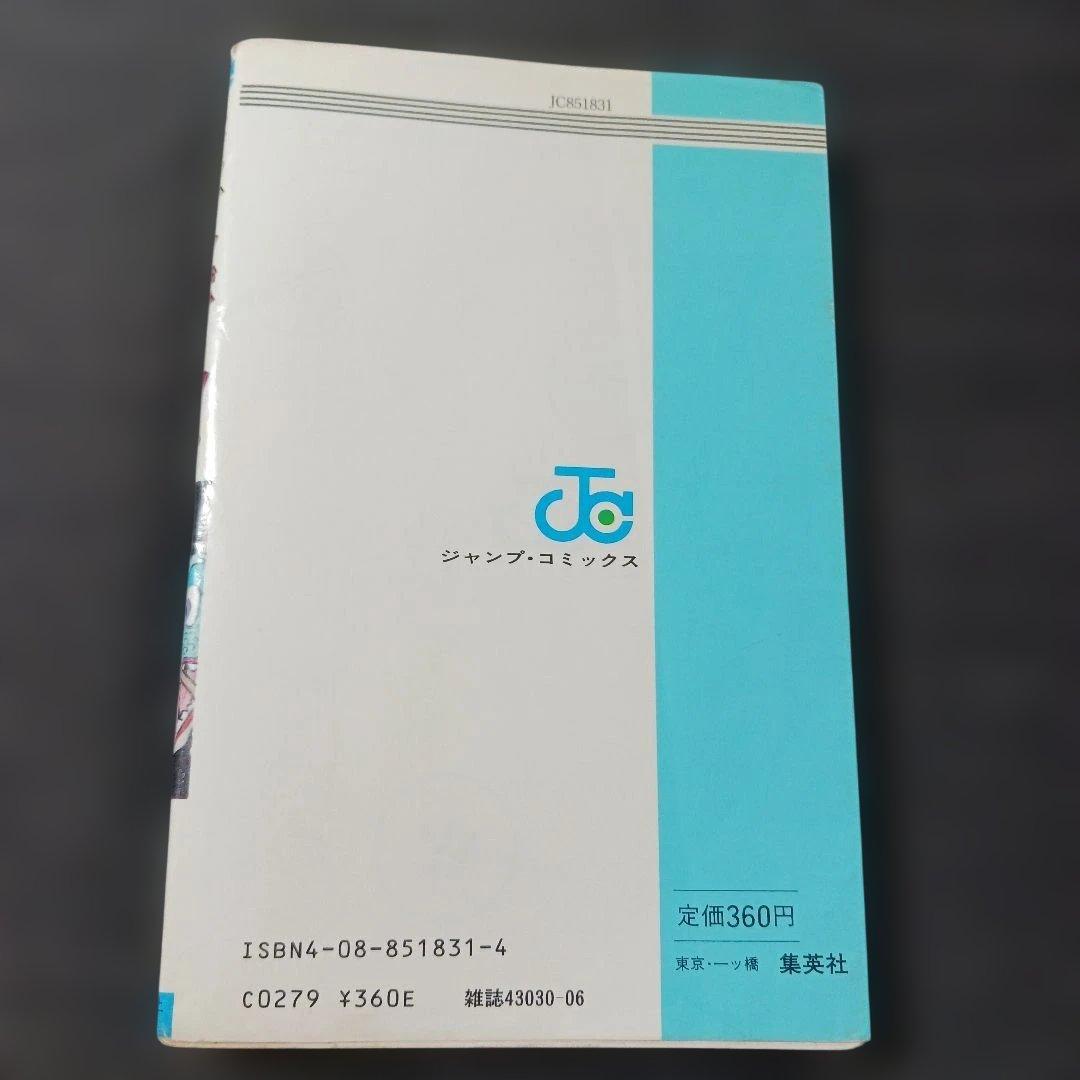 JC851831
JC
ジャンプ・コミックス
定価360円
東京・一ツ橋 集英社
ISBN4-08-851831-4
C0279 ¥360E 雑誌43030-06